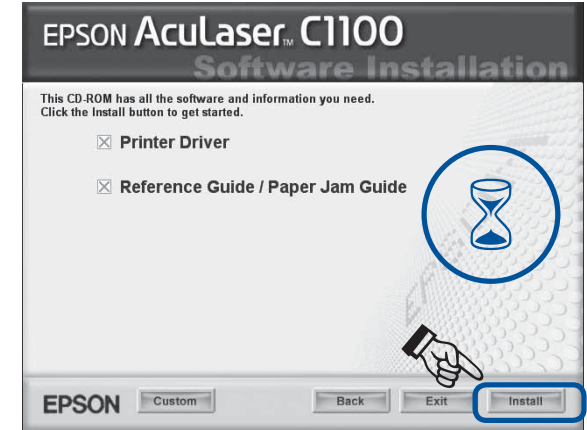 EPSON AcuLaser™ C1100
Software Installation
This CD-ROM has all the software and information you need.
Click the Install button to get started.
Printer Driver
Reference Guide / Paper Jam Guide
EPSON
EPSON Custom Back Exit Install